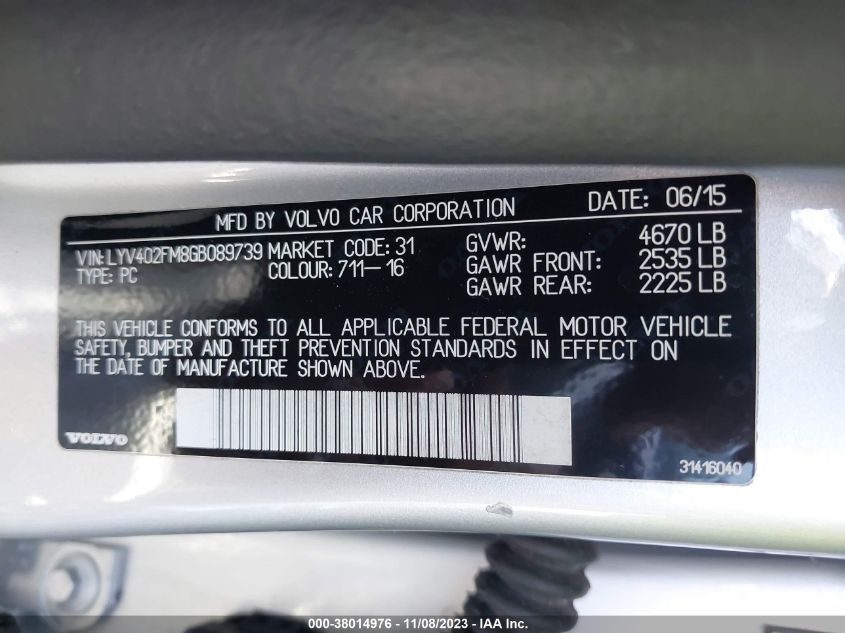 MFD BY VOLVO CAR CORPORATION DATE: 06/15
VIN: LYV402FM8GB089739 MARKET CODE: 31 GVWR: 4670 LB
TYPE: PC COLOUR: 711-16 GAWR FRONT: 2535 LB
GAWR REAR: 2225 LB
THIS VEHICLE CONFORMS TO ALL APPLICABLE FEDERAL MOTOR VEHICLE
SAFETY, BUMPER AND THEFT PREVENTION STANDARDS IN EFFECT ON
THE DATE OF MANUFACTURE SHOWN ABOVE.
VOLVO
31416040
000-38014976 - 11/08/2023 - IAAI.com